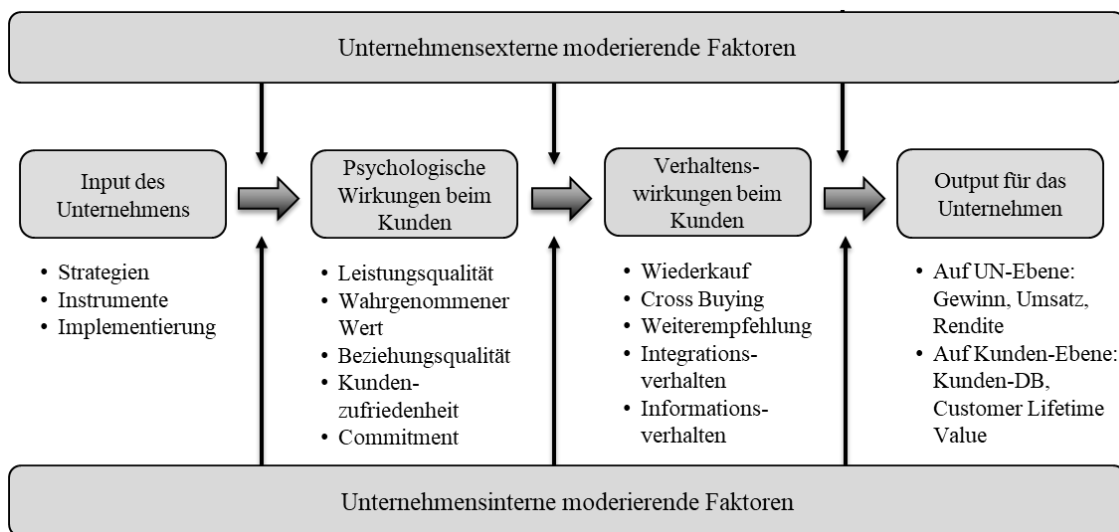 Unternehmensexterne moderierende Faktoren
Input des
Unternehmens
• Strategien
• Instrumente
• Implementierung
Psychologische
Wirkungen beim
Kunden
• Leistungsqualität
• Wahrgenommener
Wert
• Beziehungsqualität
• Kunden-
zufriedenheit
• Commitment
Verhaltens-
wirkungen beim
Kunden
• Wiederkauf
• Cross Buying
• Weiterempfehlung
• Integrations-
verhalten
• Informations-
verhalten
Output für das
Unternehmen
• Auf UN-Ebene:
Gewinn, Umsatz,
Rendite
• Auf Kunden-Ebene:
Kunden-DB,
Customer Lifetime
Value
Unternehmensinterne moderierende Faktoren